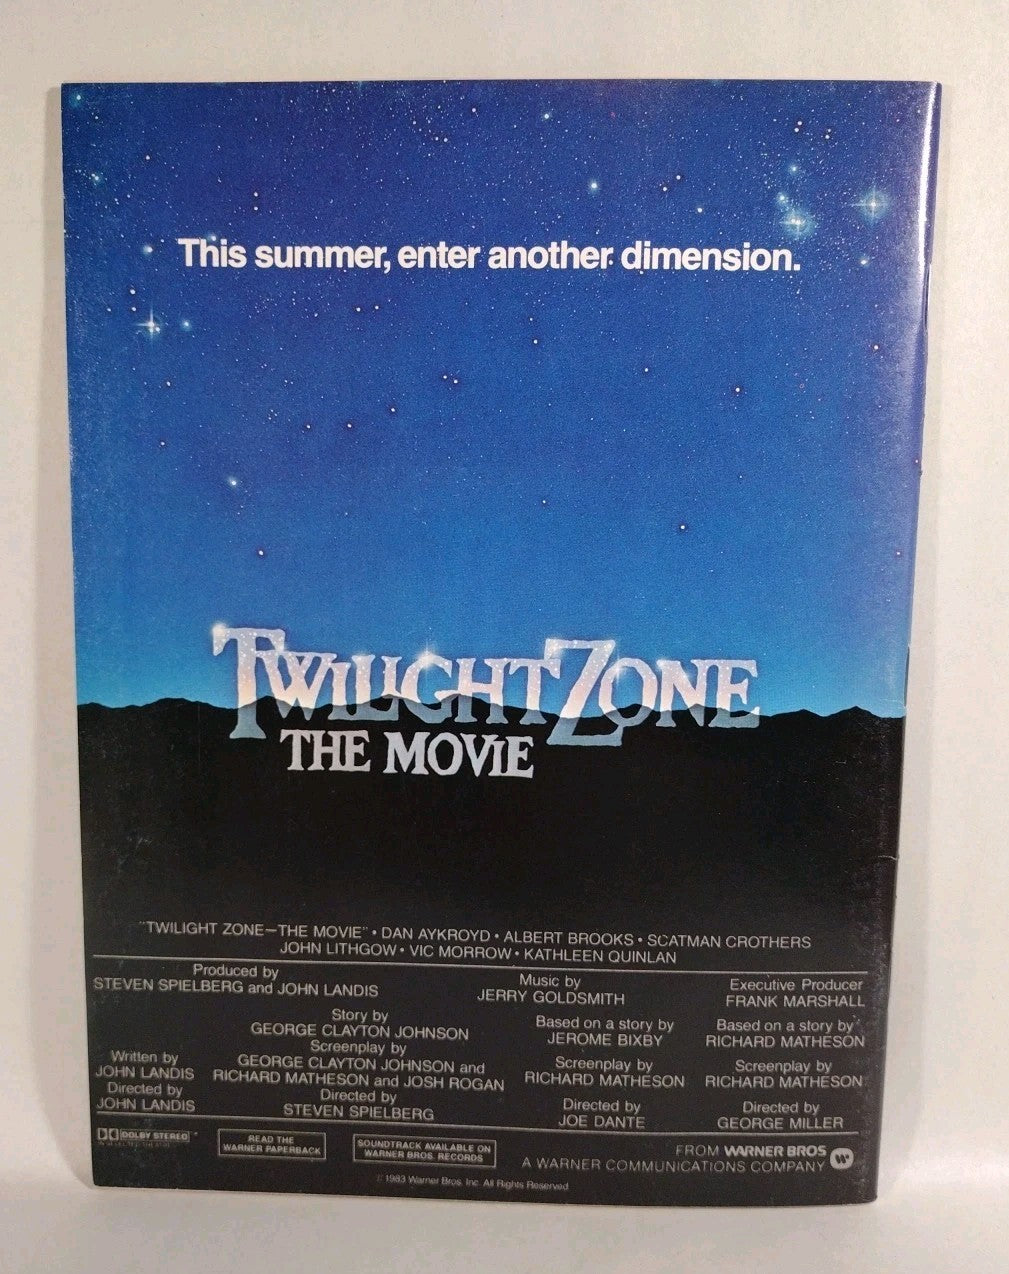 This summer, enter another dimension.
TWILIGHT ZONE
THE MOVIE
"TWILIGHT ZONE—THE MOVIE" • DAN AYKROYD • ALBERT BROOKS • SCATMAN CROTHERS
JOHN LITHGOW • VIC MORROW • KATHLEEN QUINLAN
Produced by
STEVEN SPIELBERG and JOHN LANDIS
Music by
JERRY GOLDSMITH
Executive Producer
FRANK MARSHALL
Written by
JOHN LANDIS
Directed by
JOHN LANDIS
Story by
GEORGE CLAYTON JOHNSON
Screenplay by
GEORGE CLAYTON JOHNSON and
RICHARD MATHESON and JOSH ROGAN
Directed by
STEVEN SPIELBERG
Based on a story by
JEROME BIXBY
Screenplay by
RICHARD MATHESON
Directed by
JOE DANTE
Based on a story by
RICHARD MATHESON
Screenplay by
RICHARD MATHESON
Directed by
GEORGE MILLER
DOLBY STEREO
READ THE
WARNER PAPERBACK
SOUNDTRACK AVAILABLE ON
WARNER BROS. RECORDS
FROM WARNER BROS
A WARNER COMMUNICATIONS COMPANY
© 1983 Warner Bros. Inc. All Rights Reserved